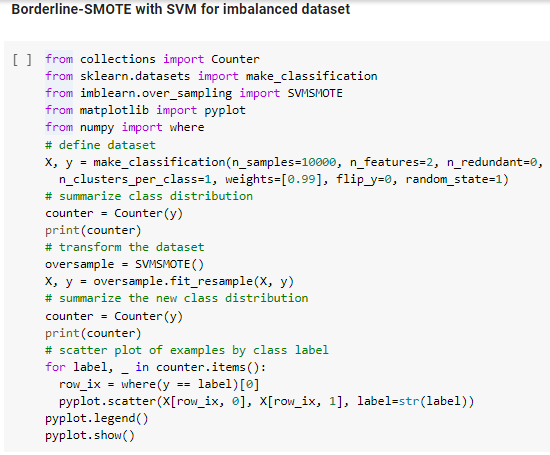 Borderline-SMOTE with SVM for imbalanced dataset
[ ] from collections import Counter
from sklearn.datasets import make_classification
from imblearn.over_sampling import SVMSMOTE
from matplotlib import pyplot
from numpy import where
# define dataset
X, y = make_classification(n_samples=10000, n_features=2, n_redundant=0,
  n_clusters_per_class=1, weights=[0.99], flip_y=0, random_state=1)
# summarize class distribution
counter = Counter(y)
print(counter)
# transform the dataset
oversample = SVMSMOTE()
X, y = oversample.fit_resample(X, y)
# summarize the new class distribution
counter = Counter(y)
print(counter)
# scatter plot of examples by class label
for label, _ in counter.items():
  row_ix = where(y == label)[0]
  pyplot.scatter(X[row_ix, 0], X[row_ix, 1], label=str(label))
pyplot.legend()
pyplot.show()